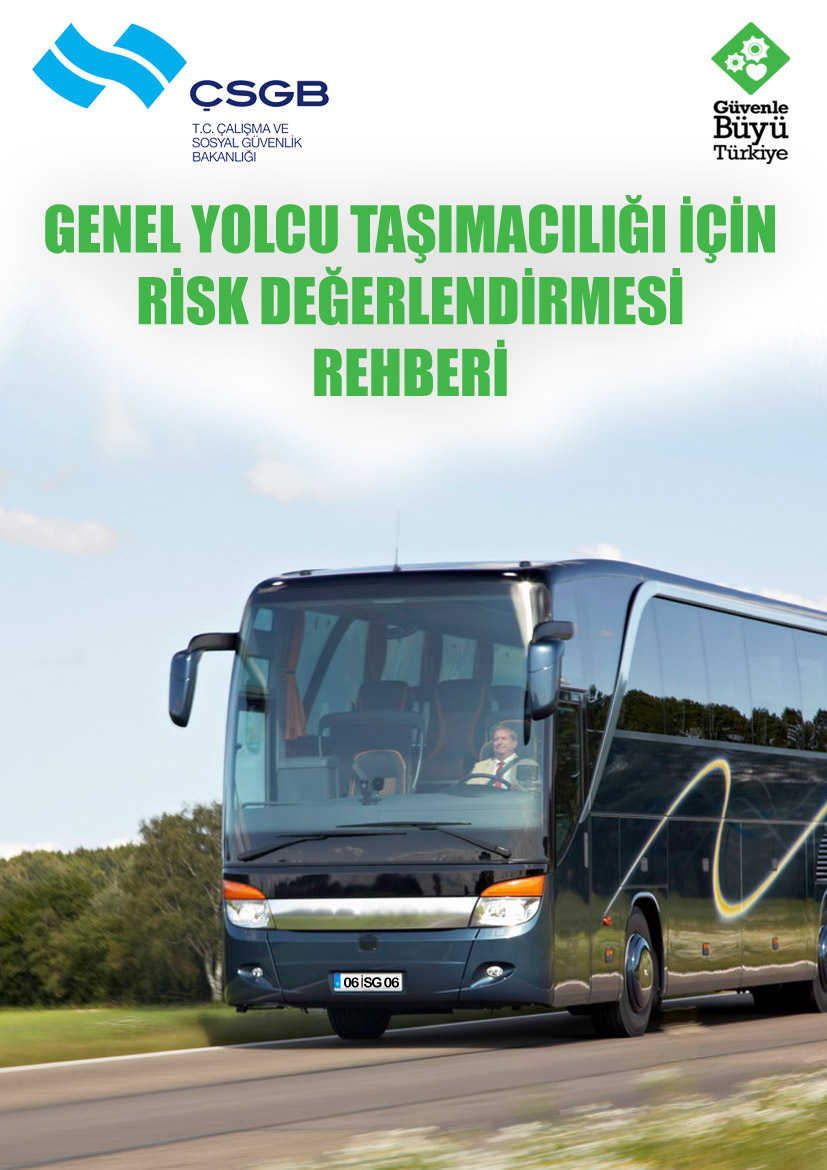 ÇSGB
T.C. ÇALIŞMA VE
SOSYAL GÜVENLİK
BAKANLIĞI
Güvenle
Büyü
Türkiye
GENEL YOLCU TAŞIMACILIĞI İÇİN
RİSK DEĞERLENDİRMESİ
REHBERİ
06 İSG 06